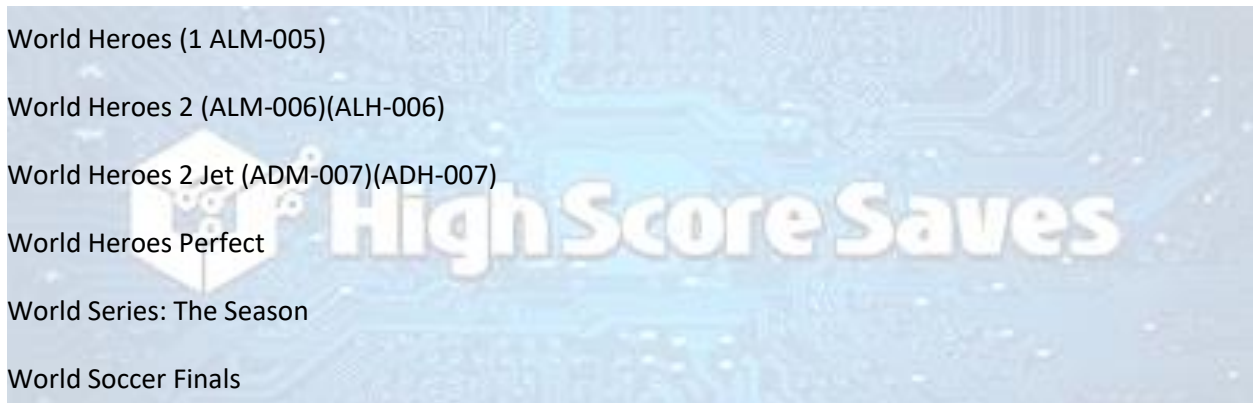 World Heroes (1 ALM-005)
World Heroes 2 (ALM-006)(ALH-006)
World Heroes 2 Jet (ADM-007)(ADH-007)
High Score Saves
World Heroes Perfect
World Series: The Season
World Soccer Finals